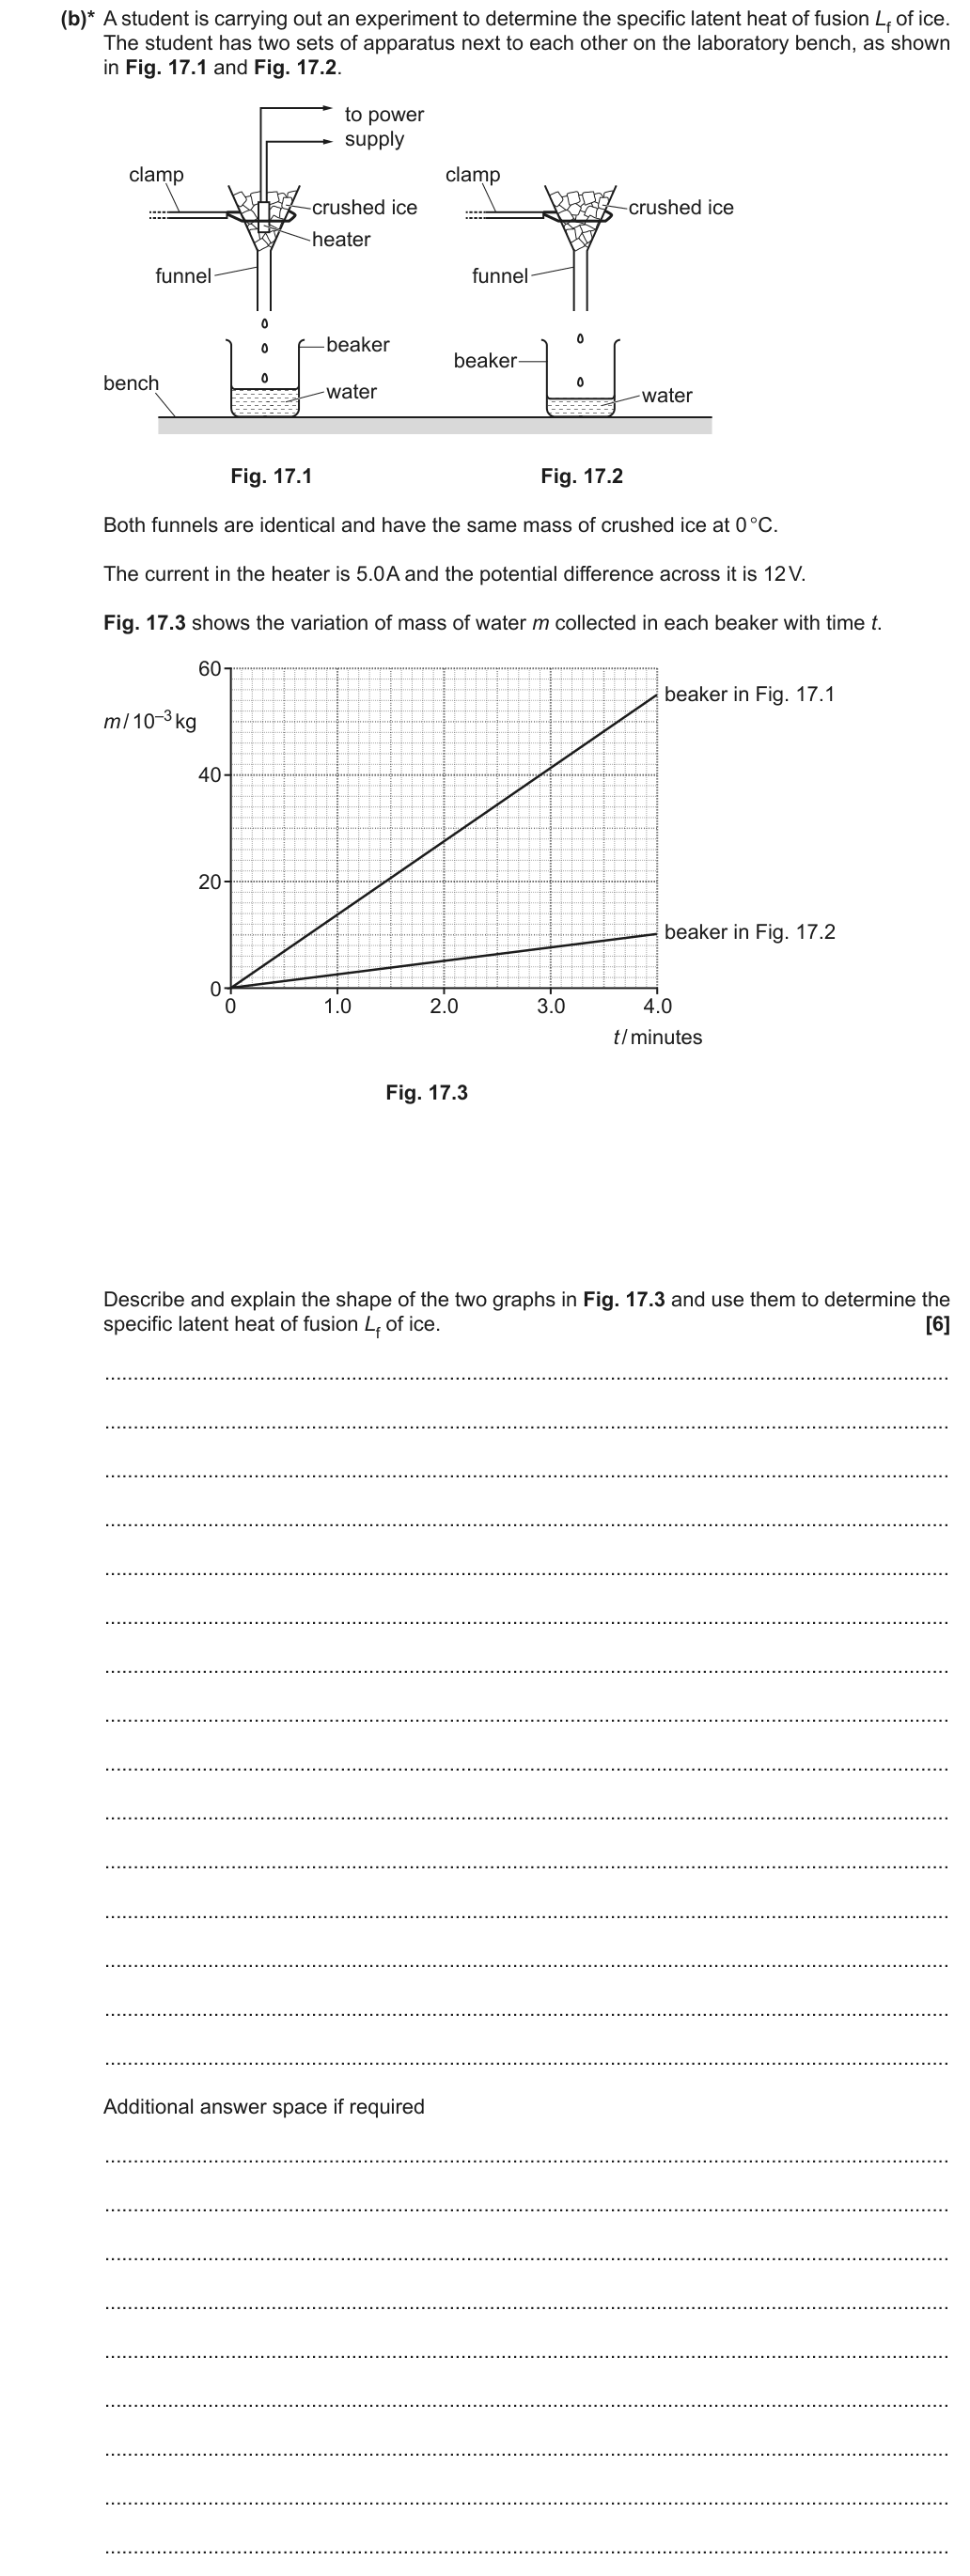 (b)* A student is carrying out an experiment to determine the specific latent heat of fusion Lf of ice.
The student has two sets of apparatus next to each other on the laboratory bench, as shown
in Fig. 17.1 and Fig. 17.2.
to power
supply
clamp
crushed ice
heater
funnel
beaker
bench
water
clamp
crushed ice
funnel
beaker
water
Fig. 17.1
Fig. 17.2
Both funnels are identical and have the same mass of crushed ice at 0 °C.
The current in the heater is 5.0 A and the potential difference across it is 12 V.
Fig. 17.3 shows the variation of mass of water m collected in each beaker with time t.
60
beaker in Fig. 17.1
m / 10–3 kg
40
20
beaker in Fig. 17.2
0
0 1.0 2.0 3.0 4.0
t / minutes
Fig. 17.3
Describe and explain the shape of the two graphs in Fig. 17.3 and use them to determine the
specific latent heat of fusion Lf of ice. [6]
Additional answer space if required